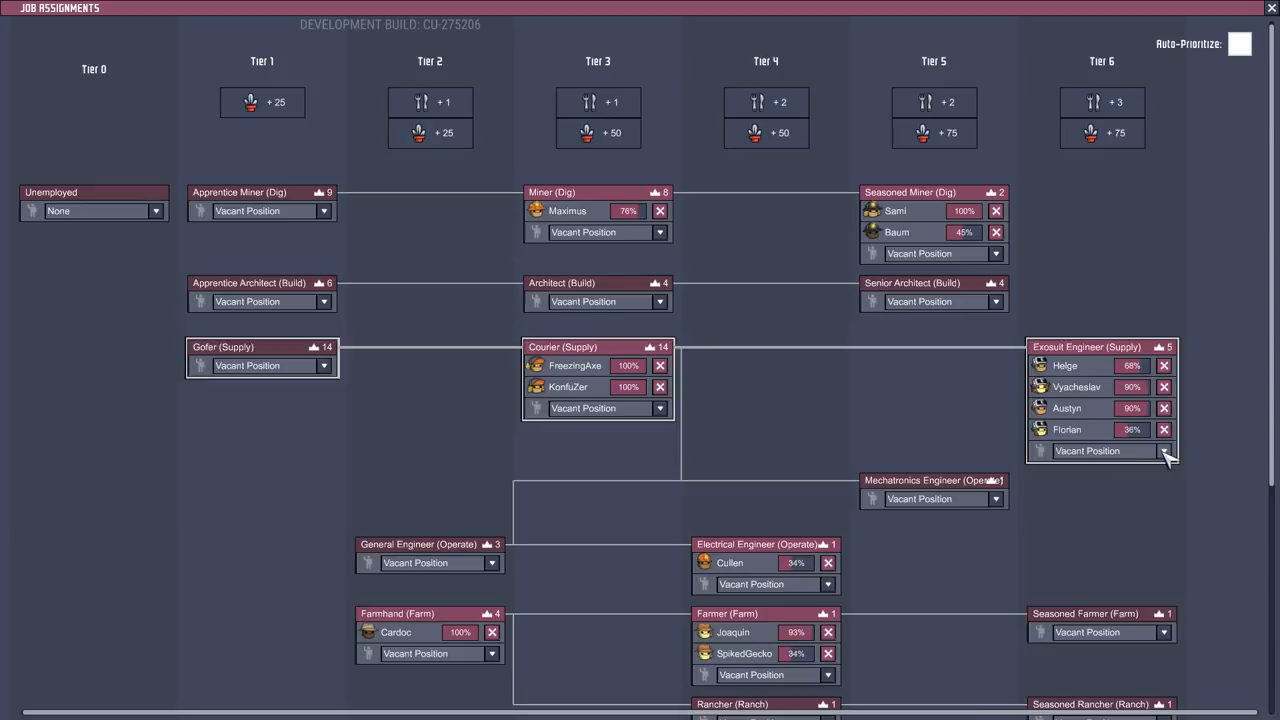 JOB ASSIGNMENTS
DEVELOPMENT BUILD: CU-275206
Auto-Prioritize:
Tier 0
Tier 1
Tier 2
Tier 3
Tier 4
Tier 5
Tier 6
+ 25
+ 1
+ 1
+ 2
+ 2
+ 3
+ 25
+ 50
+ 50
+ 75
+ 75
Unemployed
None
Apprentice Miner (Dig) 9
Vacant Position
Miner (Dig) 8
Maximus 76%
Vacant Position
Seasoned Miner (Dig) 2
Sami 100%
Baum 45%
Vacant Position
Apprentice Architect (Build) 6
Vacant Position
Architect (Build) 4
Vacant Position
Senior Architect (Build) 4
Vacant Position
Gofer (Supply) 14
Vacant Position
Courier (Supply) 14
FreezingAxe 100%
KonfuZer 100%
Vacant Position
Exosuit Engineer (Supply) 5
Helge 68%
Vyacheslav 90%
Austyn 90%
Florian 36%
Vacant Position
Mechatronics Engineer (Operate) 1
Vacant Position
General Engineer (Operate) 3
Vacant Position
Electrical Engineer (Operate) 1
Cullen 34%
Vacant Position
Farmhand (Farm) 4
Cardoc 100%
Vacant Position
Farmer (Farm) 1
Joaquin 93%
SpikedGecko 34%
Vacant Position
Seasoned Farmer (Farm) 1
Vacant Position
Rancher (Ranch) 1
Seasoned Rancher (Ranch) 1